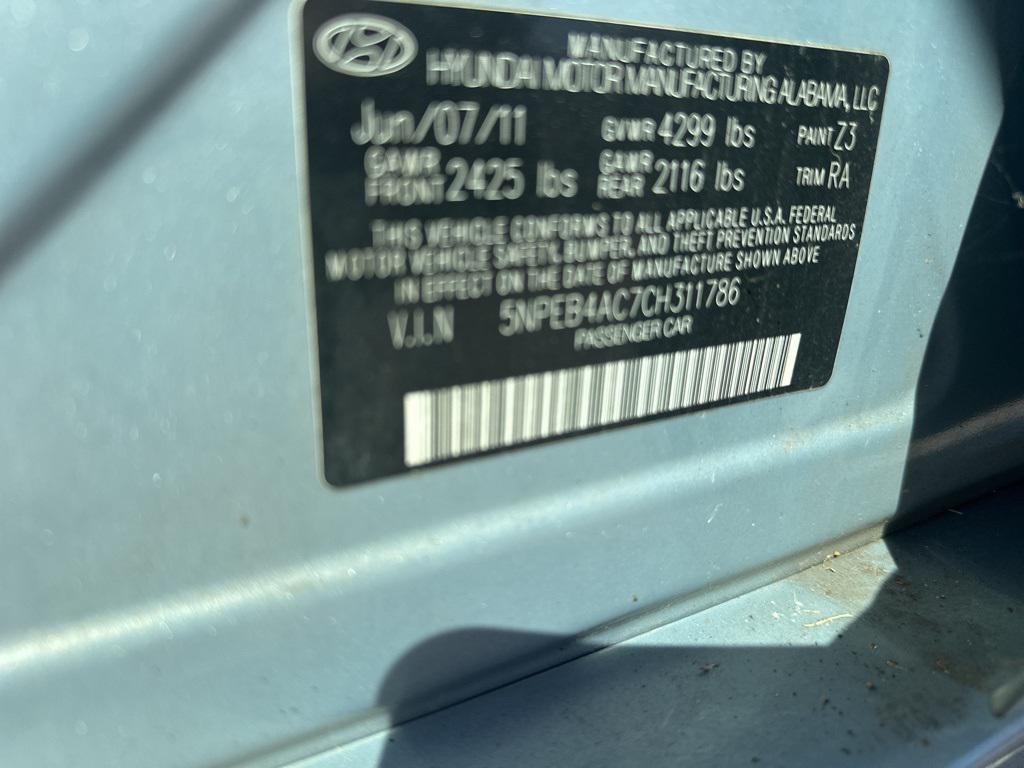 MANUFACTURED BY
HYUNDAI MOTOR MANUFACTURING ALABAMA, LLC
Jun/07/11 GVWR 4299 lbs PAINT Z3
GAWR FRONT 2425 lbs GAWR REAR 2116 lbs TRIM RA
THIS VEHICLE CONFORMS TO ALL APPLICABLE U.S.A. FEDERAL
MOTOR VEHICLE SAFETY, BUMPER, AND THEFT PREVENTION STANDARDS
IN EFFECT ON THE DATE OF MANUFACTURE SHOWN ABOVE
V.I.N 5NPEB4AC7CH311786
PASSENGER CAR